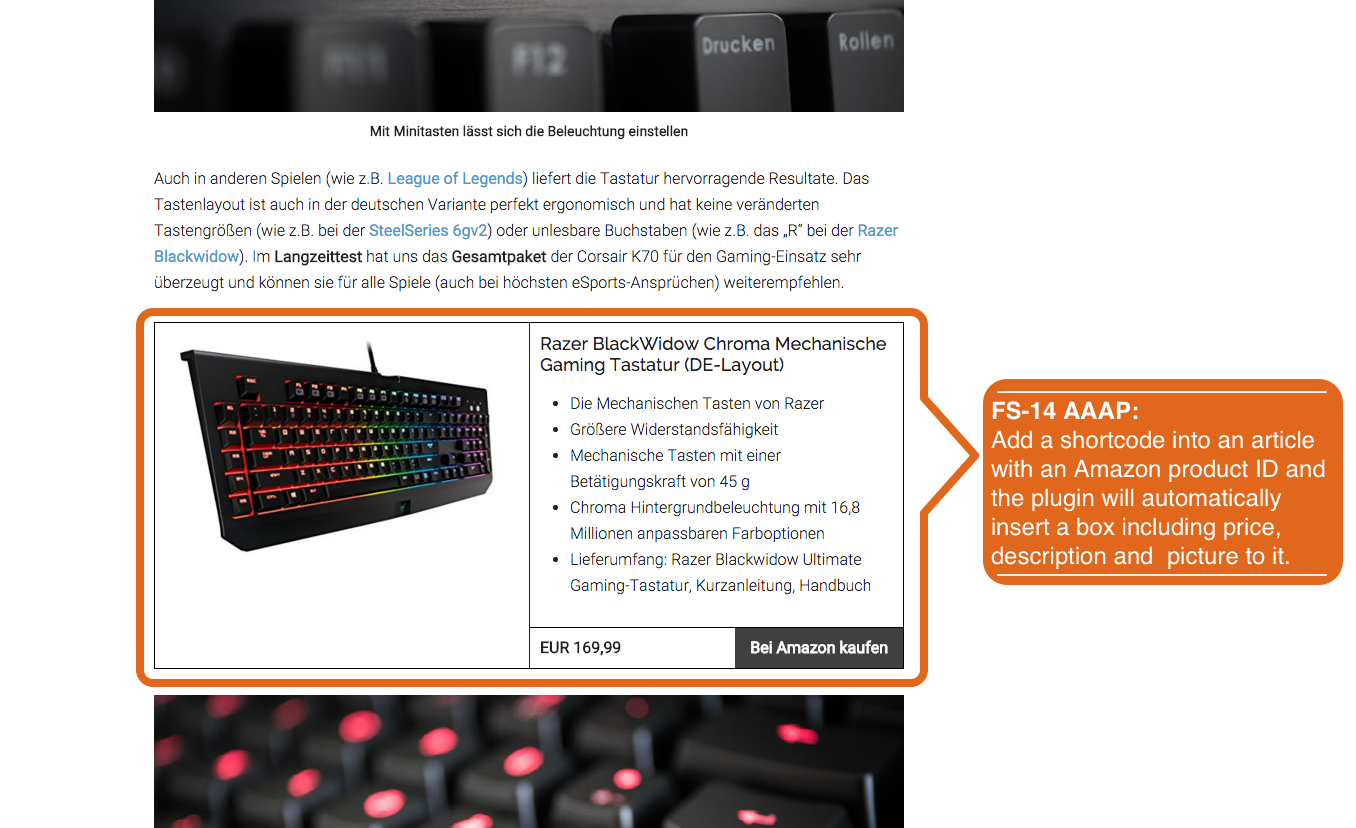 F11
F12
Drucken
Rollen
Mit Minitasten lässt sich die Beleuchtung einstellen
Auch in anderen Spielen (wie z.B. League of Legends) liefert die Tastatur hervorragende Resultate. Das
Tastenlayout ist auch in der deutschen Variante perfekt ergonomisch und hat keine veränderten
Tastengrößen (wie z.B. bei der SteelSeries 6gv2) oder unlesbare Buchstaben (wie z.B. das „R“ bei der Razer
Blackwidow). Im Langzeittest hat uns das Gesamtpaket der Corsair K70 für den Gaming-Einsatz sehr
überzeugt und können sie für alle Spiele (auch bei höchsten eSports-Ansprüchen) weiterempfehlen.
Razer BlackWidow Chroma Mechanische
Gaming Tastatur (DE-Layout)
• Die Mechanischen Tasten von Razer
• Größere Widerstandsfähigkeit
• Mechanische Tasten mit einer
Betätigungskraft von 45 g
• Chroma Hintergrundbeleuchtung mit 16,8
Millionen anpassbaren Farboptionen
• Lieferumfang: Razer Blackwidow Ultimate
Gaming-Tastatur, Kurzanleitung, Handbuch
EUR 169,99
Bei Amazon kaufen
FS-14 AAAP:
Add a shortcode into an article
with an Amazon product ID and
the plugin will automatically
insert a box including price,
description and  picture to it.